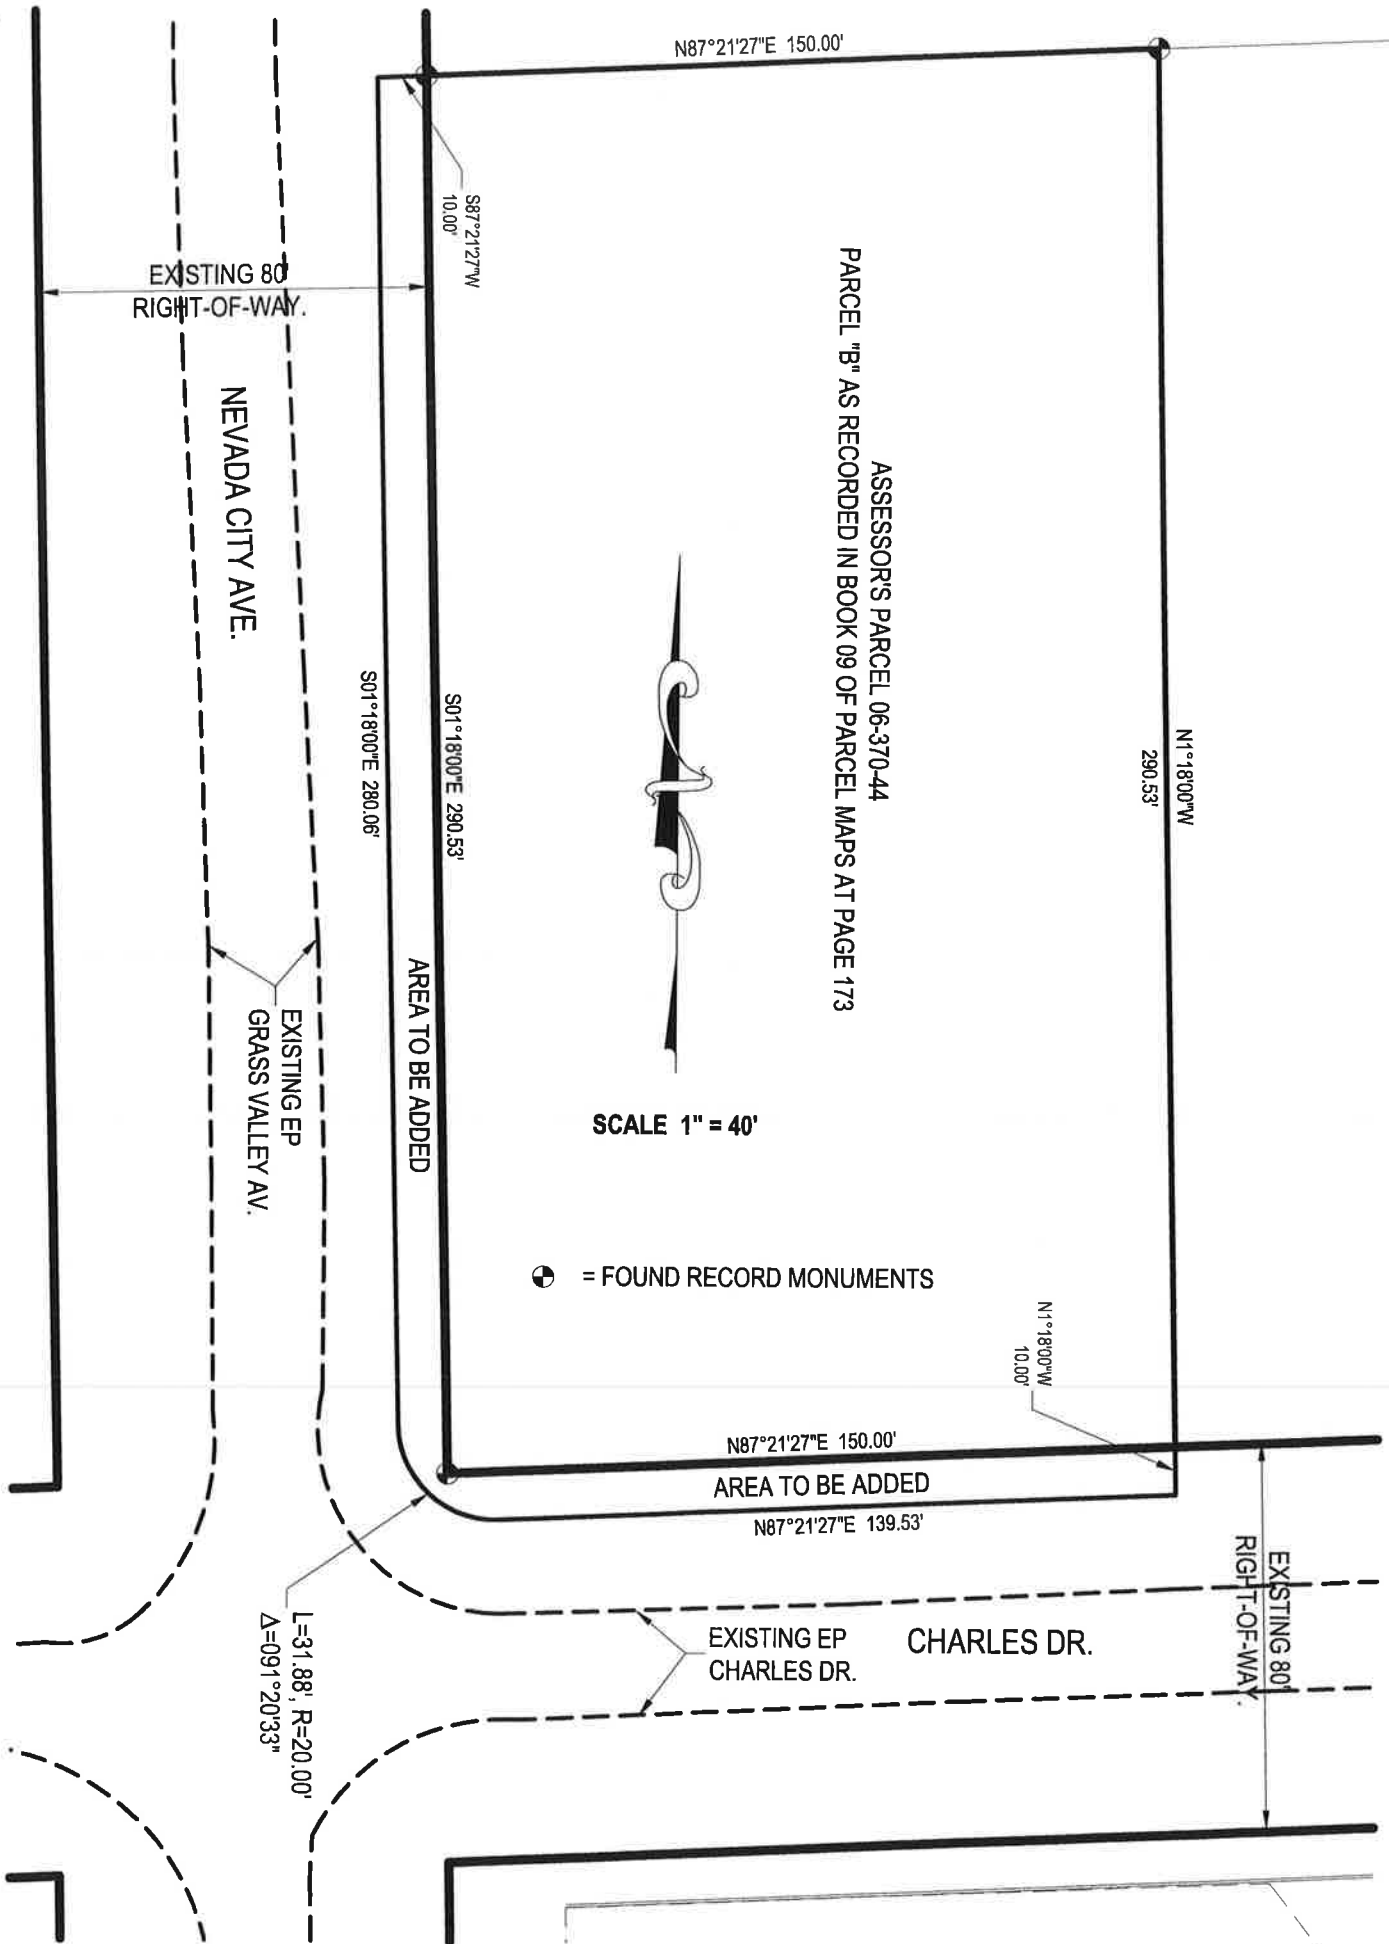 N87°21'27"E 150.00'
S87°21'27"W
10.00'
EXISTING 80'
RIGHT-OF-WAY.
NEVADA CITY AVE.
ASSESSOR'S PARCEL 06-370-44
PARCEL "B" AS RECORDED IN BOOK 09 OF PARCEL MAPS AT PAGE 173
N1°18'00"W
290.53'
S01°18'00"E 290.53'
S01°18'00"E 280.06'
AREA TO BE ADDED
EXISTING EP
GRASS VALLEY AV.
SCALE 1" = 40'
= FOUND RECORD MONUMENTS
N1°18'00"W
10.00'
N87°21'27"E 150.00'
AREA TO BE ADDED
N87°21'27"E 139.53'
EXISTING 80'
RIGHT-OF-WAY.
L=31.88', R=20.00'
Δ=091°20'33"
EXISTING EP
CHARLES DR.
CHARLES DR.